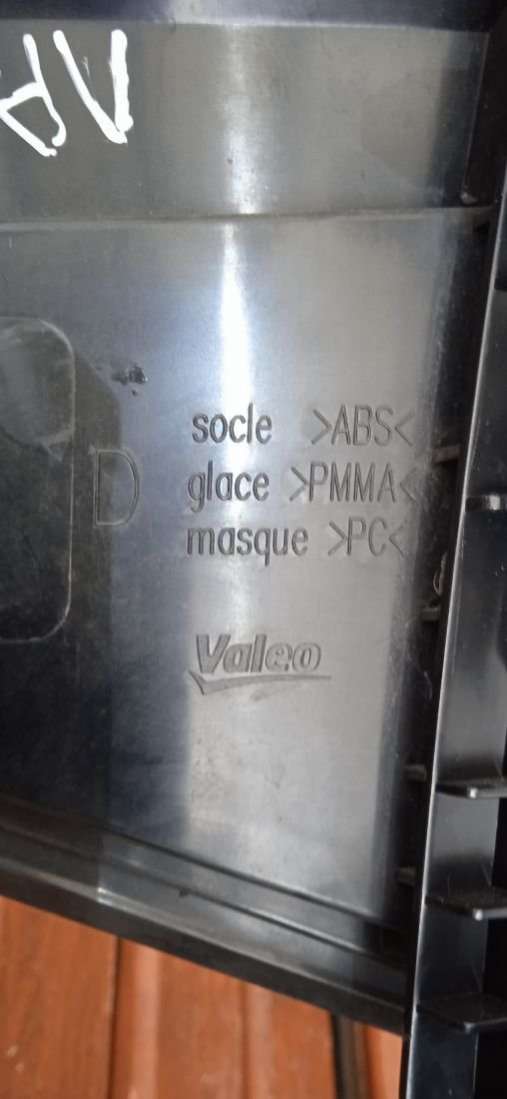 socle >ABS<
D
glace >PMMA<
masque >PC<
Valeo